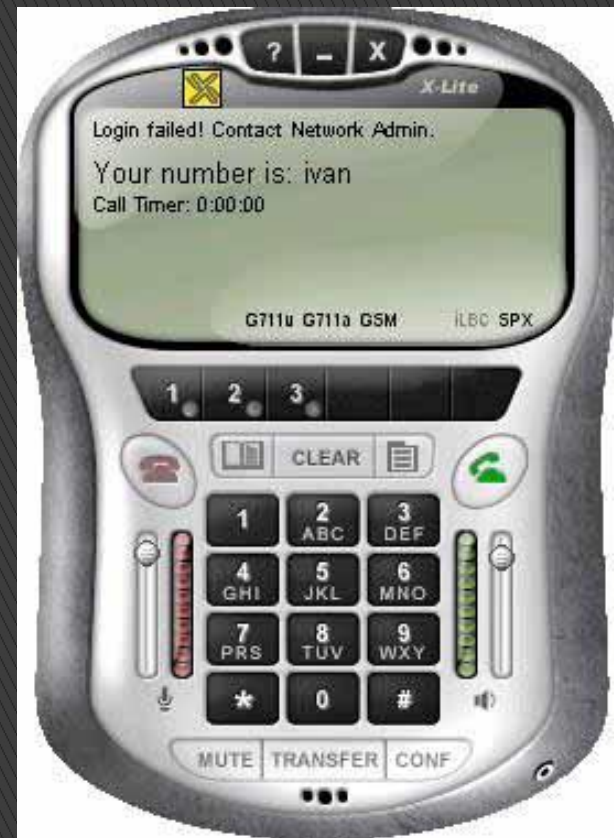 ? – X
X-Lite
Login failed! Contact Network Admin.
Your number is: ivan
Call Timer: 0:00:00
G711u G711a GSM iLBC SPX
1 2 3
CLEAR
1 2 ABC 3 DEF
4 GHI 5 JKL 6 MNO
7 PRS 8 TUV 9 WXY
* 0 #
MUTE TRANSFER CONF